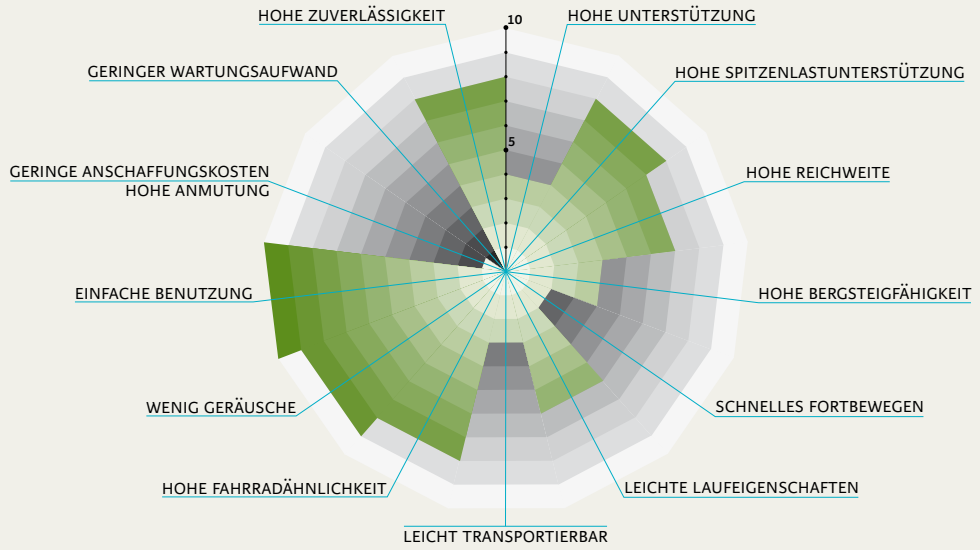 HOHE ZUVERLÄSSIGKEIT
10
HOHE UNTERSTÜTZUNG
GERINGER WARTUNGSAUFWAND
HOHE SPITZENLASTUNTERSTÜTZUNG
5
GERINGE ANSCHAFFUNGSKOSTEN
HOHE ANMUTUNG
HOHE REICHWEITE
EINFACHE BENUTZUNG
HOHE BERGSTEIGFÄHIGKEIT
WENIG GERÄUSCHE
SCHNELLES FORTBEWEGEN
HOHE FAHRRADÄHNLICHKEIT
LEICHTE LAUFEIGENSCHAFTEN
LEICHT TRANSPORTIERBAR